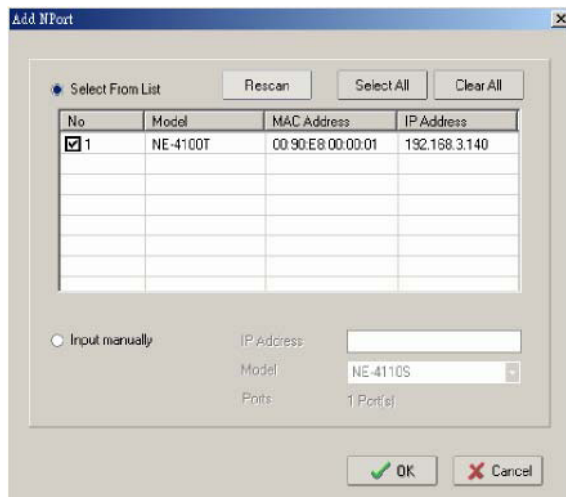 Add NPort
Select From List
Rescan
Select All
Clear All
No Model MAC Address IP Address
1 NE-4100T 00:90:E8:00:00:01 192.168.3.140
Input manually
IP Address
Model NE-4110S
Ports 1 Port(s)
OK
Cancel